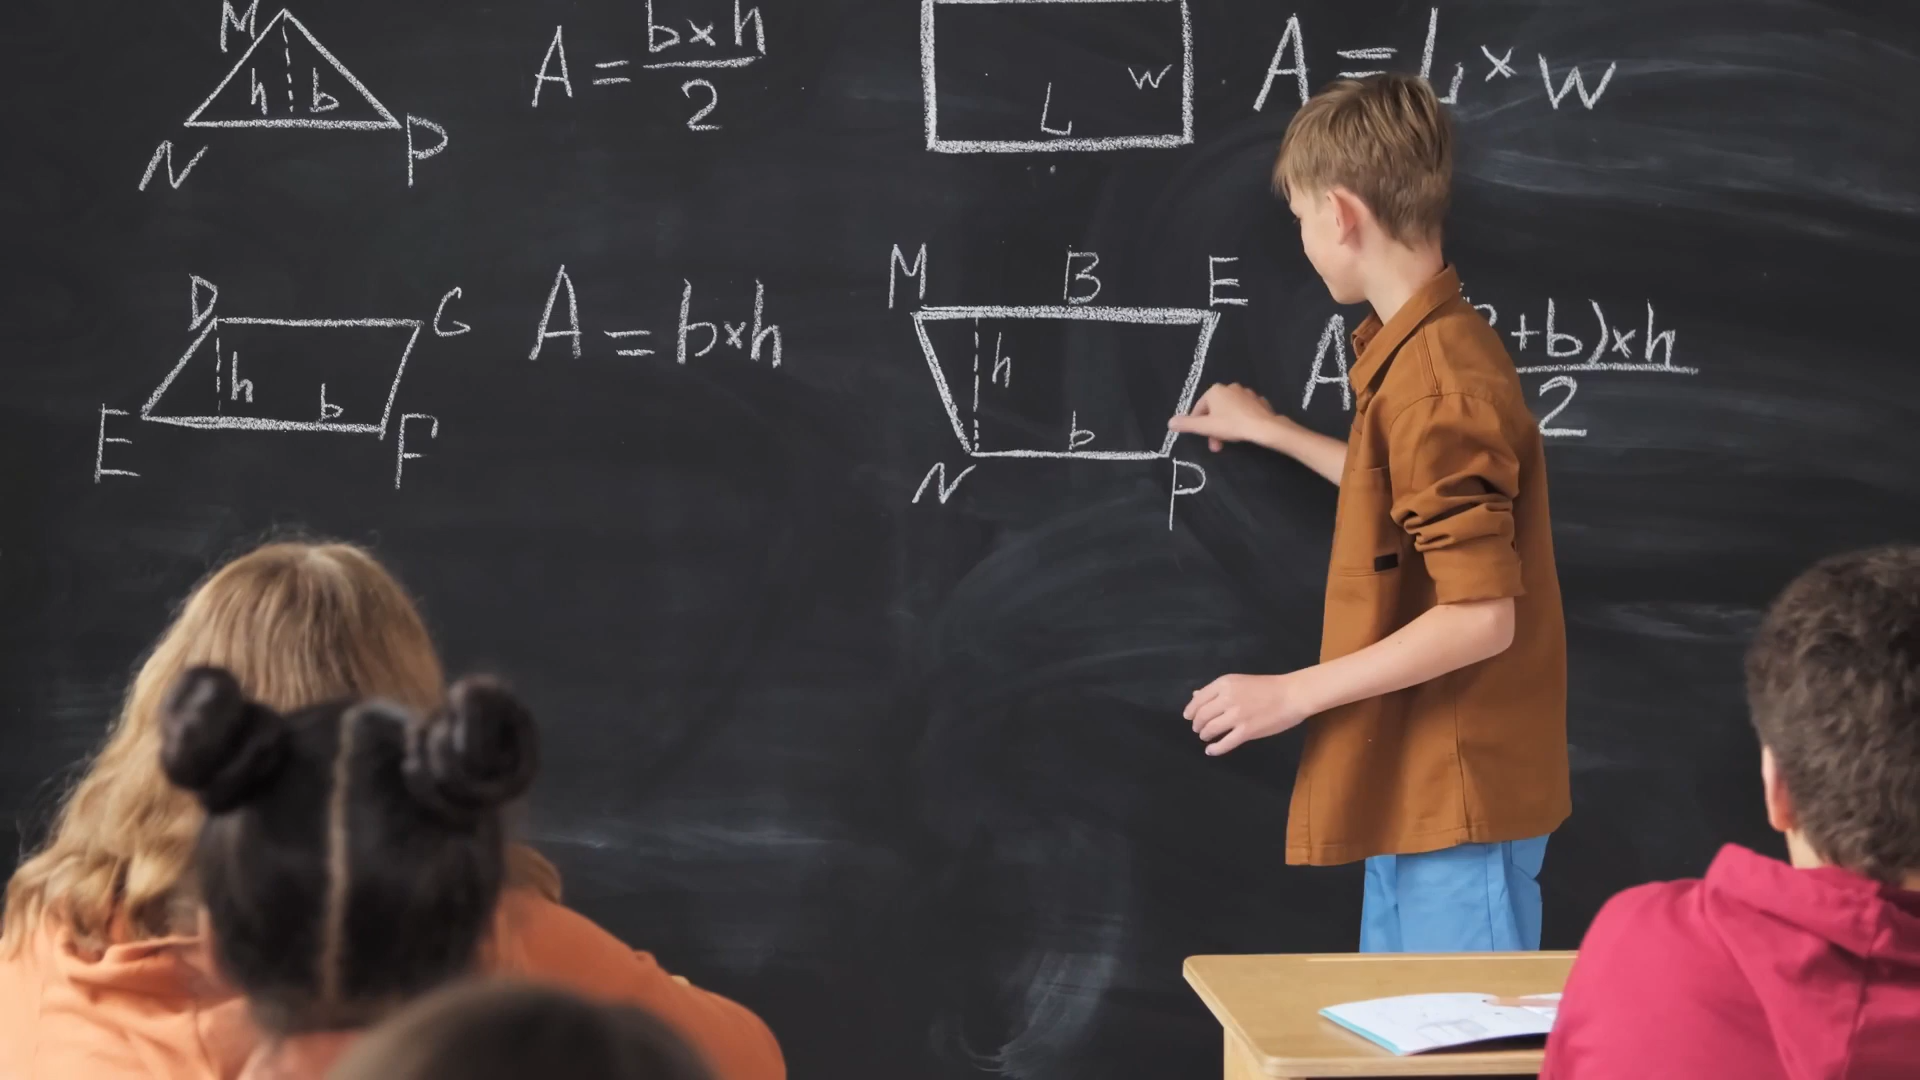 M
h b
N P
A = b×h
2
L w
A = L×w
D G
h b
E F
A = b×h
M B E
h
b
N P
A +b)×h
2